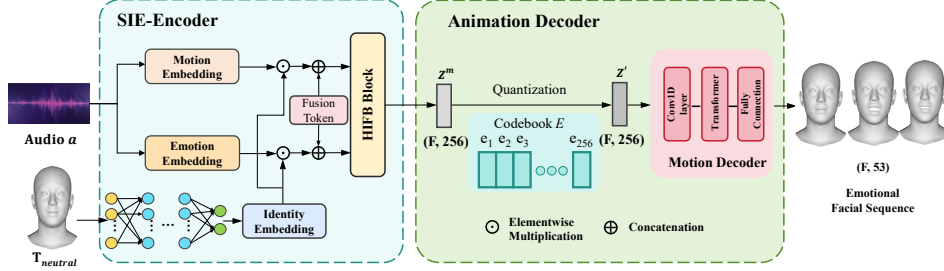 SIE-Encoder
Animation Decoder
Motion
Embedding
Emotion
Embedding
Fusion
Token
HIFB Block
Identity
Embedding
Audio a
T_neutral
Z^m
(F, 256)
Quantization
Codebook E
e_1 e_2 e_3 e_256
Z'
(F, 256)
Conv1D
layer
Transformer
Fully
Connection
Motion Decoder
Elementwise
Multiplication
Concatenation
(F, 53)
Emotional
Facial Sequence